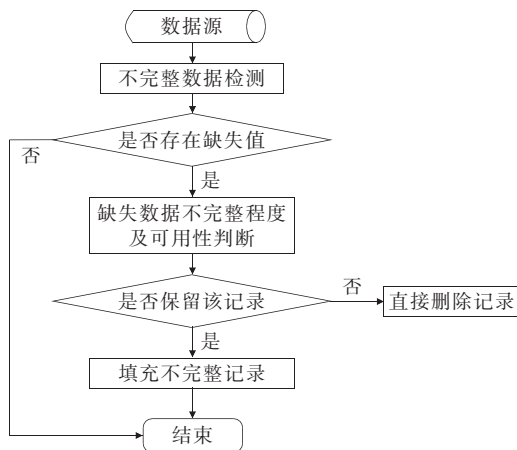 数据源
不完整数据检测
是否存在缺失值
否
是
缺失数据不完整程度
及可用性判断
是否保留该记录
否
直接删除记录
是
填充不完整记录
结束